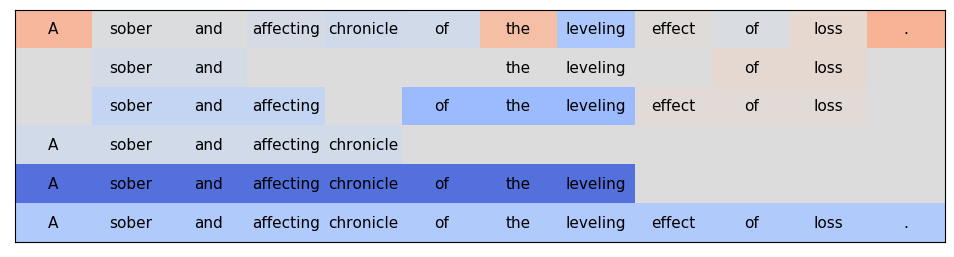 A sober and affecting chronicle of the leveling effect of loss .
sober and the leveling of loss
sober and affecting of the leveling effect of loss
A sober and affecting chronicle
A sober and affecting chronicle of the leveling
A sober and affecting chronicle of the leveling effect of loss .